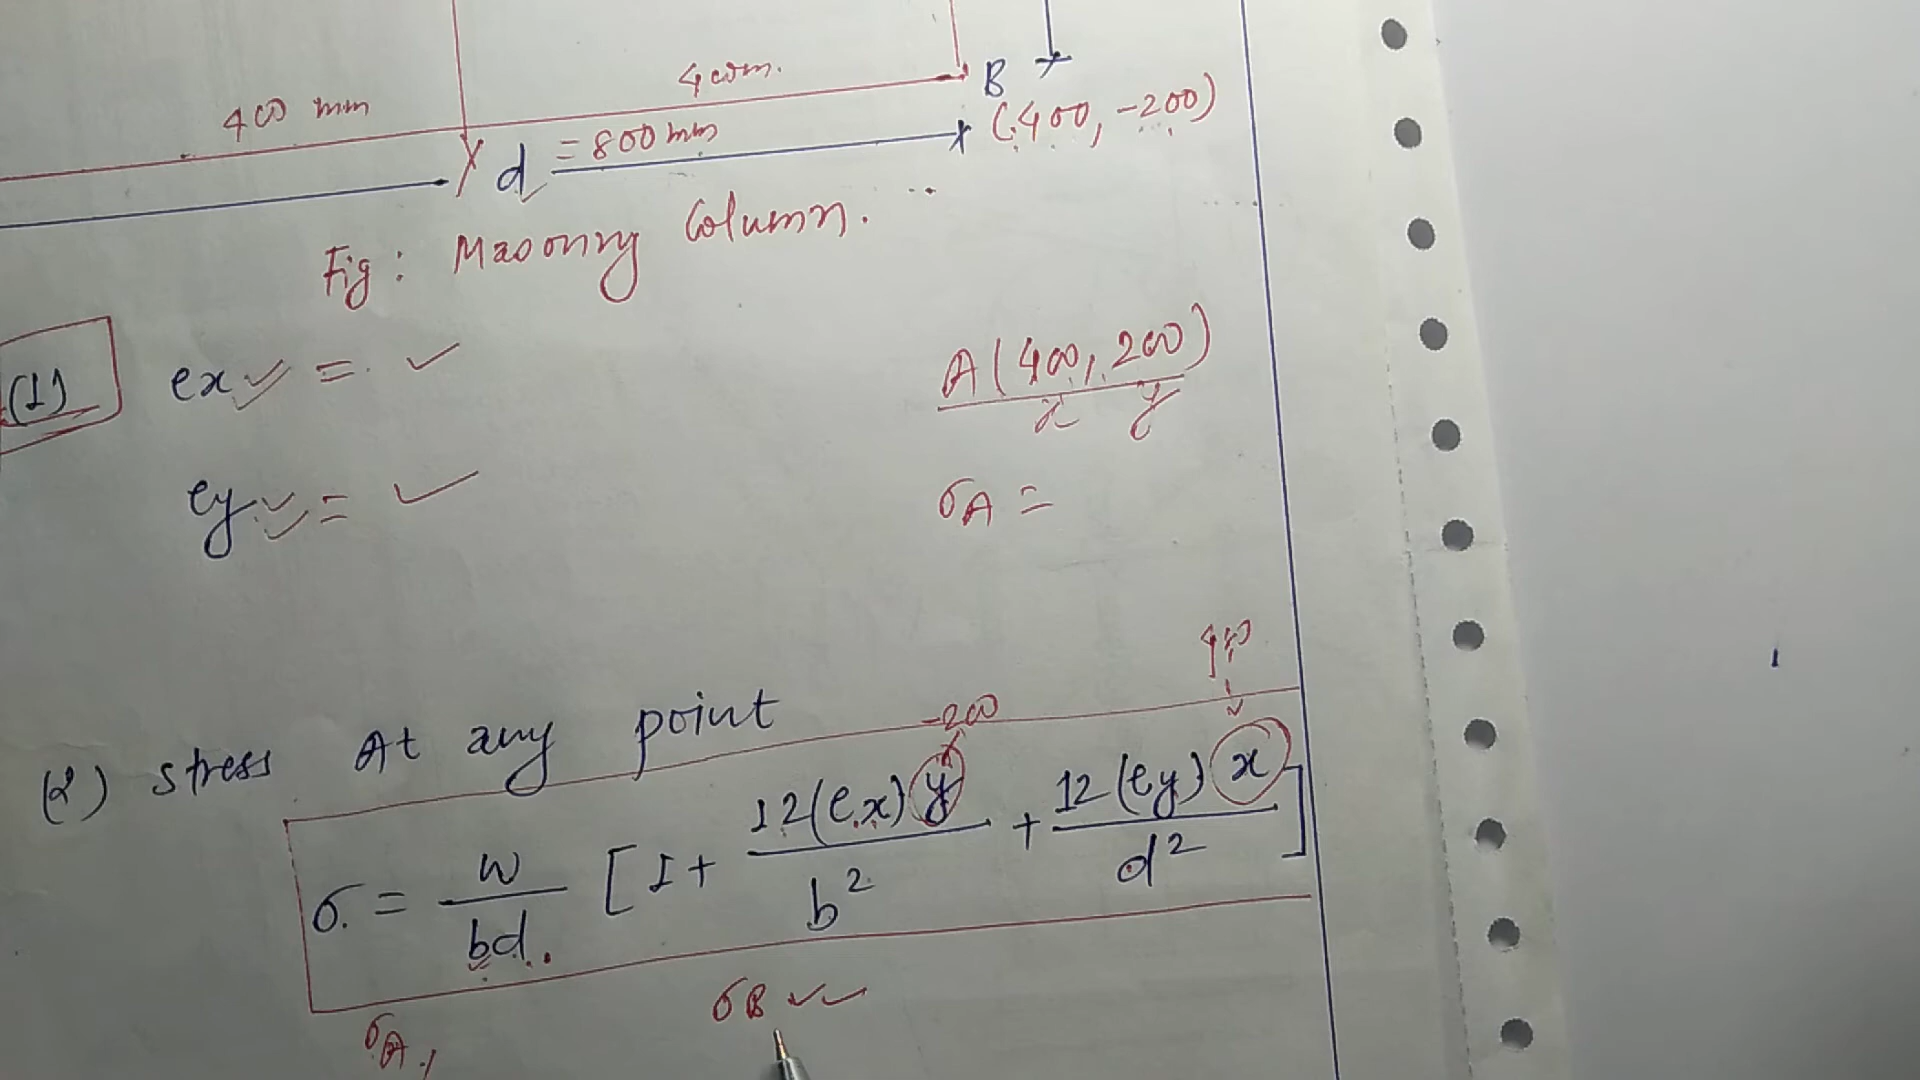 400 mm
400m.
B
(400, -200)
d = 800 mm
Fig: Masonry Column.
(1) ex =
A(400, 200)
x y
ey =
σA =
400
(2) stress At any point
-200
σ = W/bd [1 + 12(ex)y/b² + 12(ey)x/d²]
σB
σA,